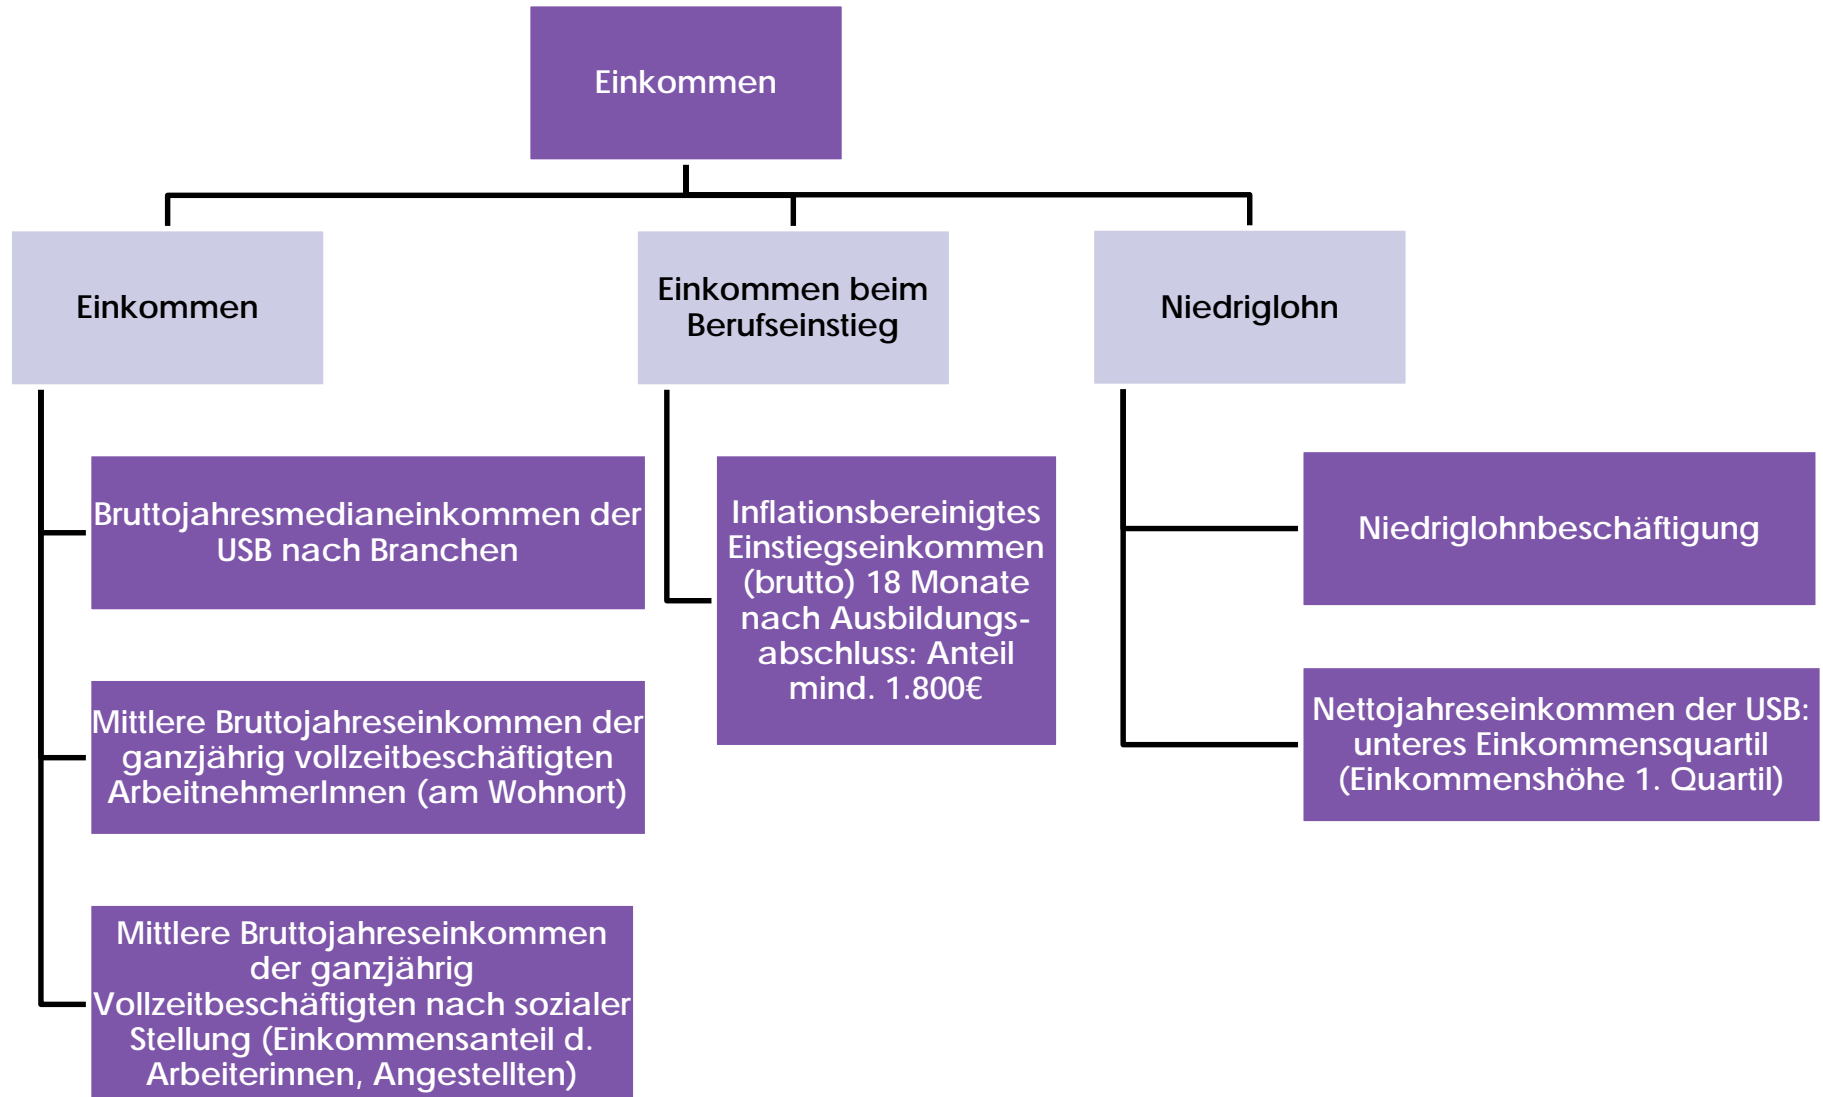 Einkommen
Einkommen
Einkommen beim
Berufseinstieg
Niedriglohn
Bruttojahresmedianeinkommen der
USB nach Branchen
Mittlere Bruttojahreseinkommen der
ganzjährig vollzeitbeschäftigten
ArbeitnehmerInnen (am Wohnort)
Mittlere Bruttojahreseinkommen
der ganzjährig
Vollzeitbeschäftigten nach sozialer
Stellung (Einkommensanteil d.
Arbeiterinnen, Angestellten)
Inflationsbereinigtes
Einstiegseinkommen
(brutto) 18 Monate
nach Ausbildungs-
abschluss: Anteil
mind. 1.800€
Niedriglohnbeschäftigung
Nettojahreseinkommen der USB:
unteres Einkommensquartil
(Einkommenshöhe 1. Quartil)